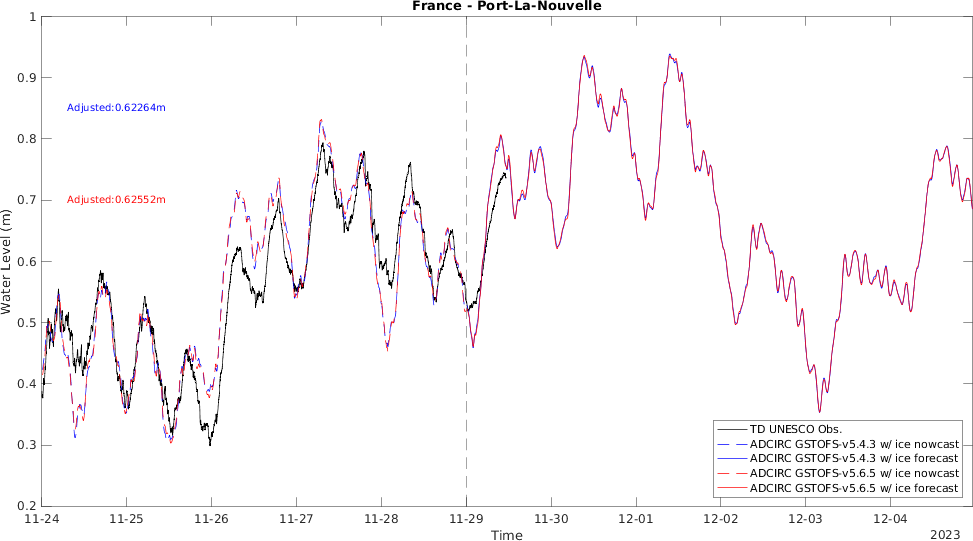 France - Port-La-Nouvelle
1
0.9
Adjusted:0.62264m
0.8
0.7
Adjusted:0.62552m
0.6
0.5
0.4
0.3
0.2
Water Level (m)
TD UNESCO Obs.
ADCIRC GSTOFS-v5.4.3 w/ ice nowcast
ADCIRC GSTOFS-v5.4.3 w/ ice forecast
ADCIRC GSTOFS-v5.6.5 w/ ice nowcast
ADCIRC GSTOFS-v5.6.5 w/ ice forecast
11-24 11-25 11-26 11-27 11-28 11-29 11-30 12-01 12-02 12-03 12-04
Time
2023